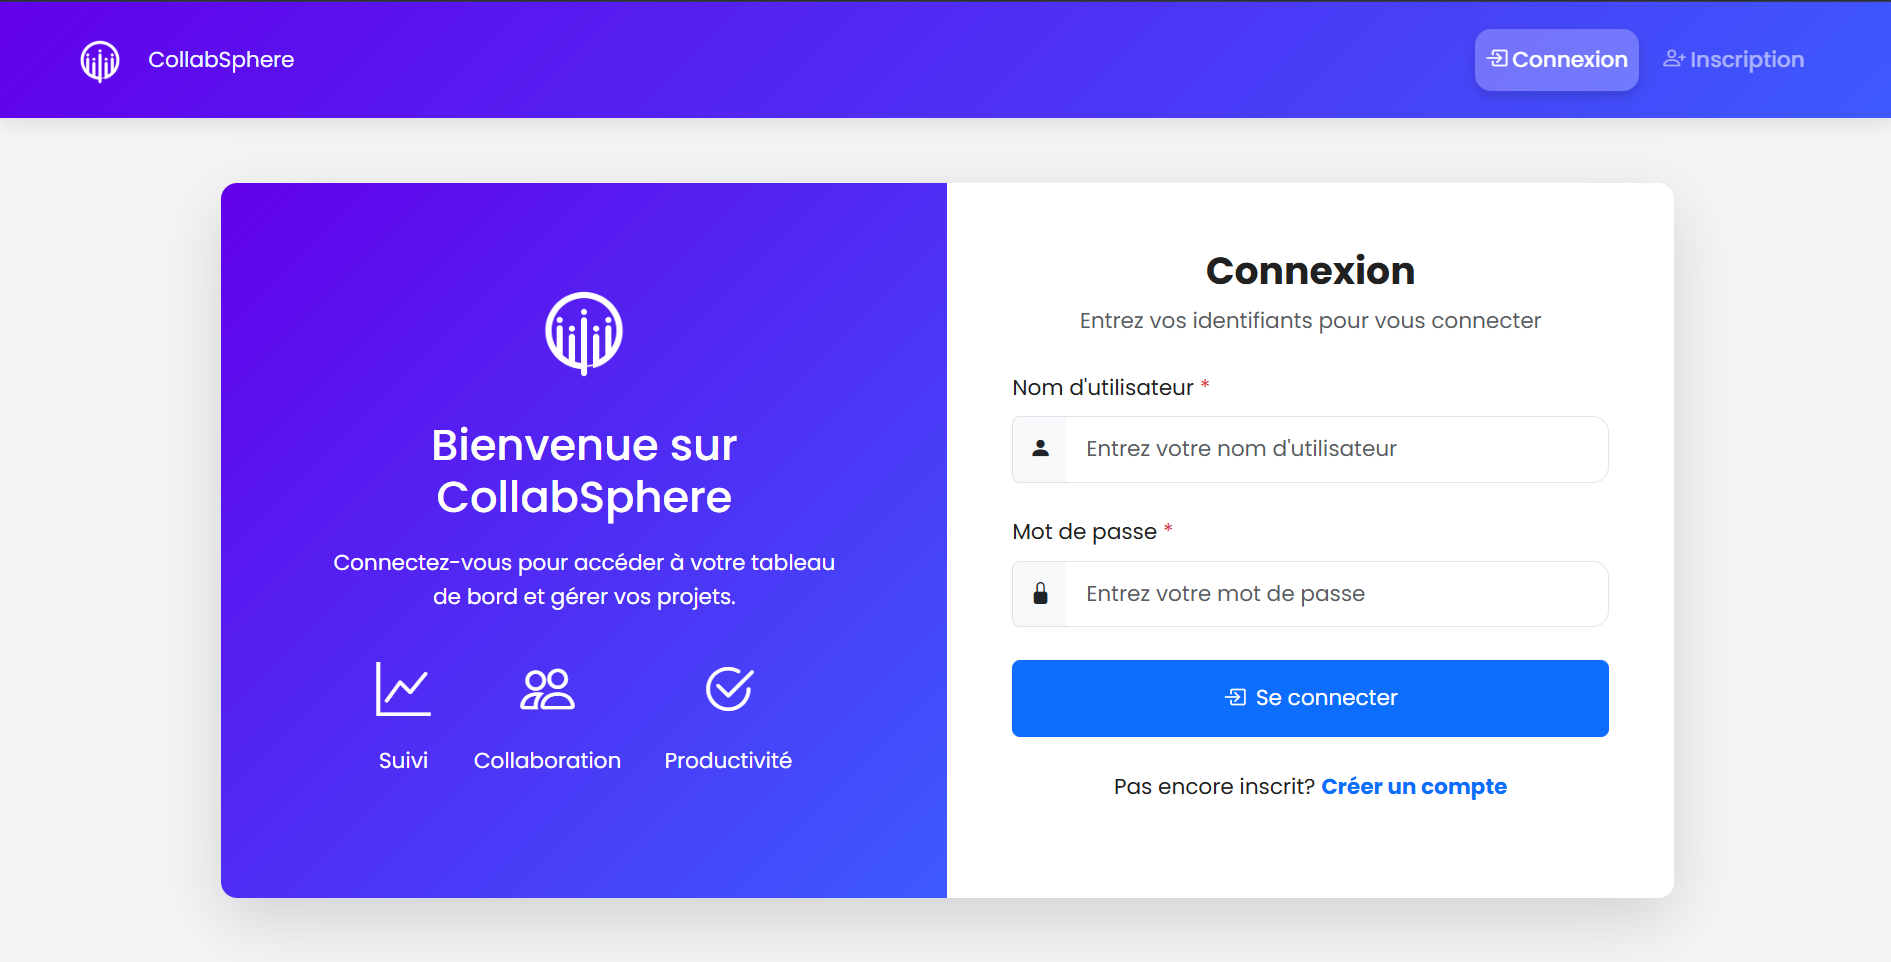 CollabSphere
Connexion
Inscription
Bienvenue sur
CollabSphere
Connectez-vous pour accéder à votre tableau
de bord et gérer vos projets.
Suivi
Collaboration
Productivité
Connexion
Entrez vos identifiants pour vous connecter
Nom d'utilisateur *
Entrez votre nom d'utilisateur
Mot de passe *
Entrez votre mot de passe
Se connecter
Pas encore inscrit? Créer un compte